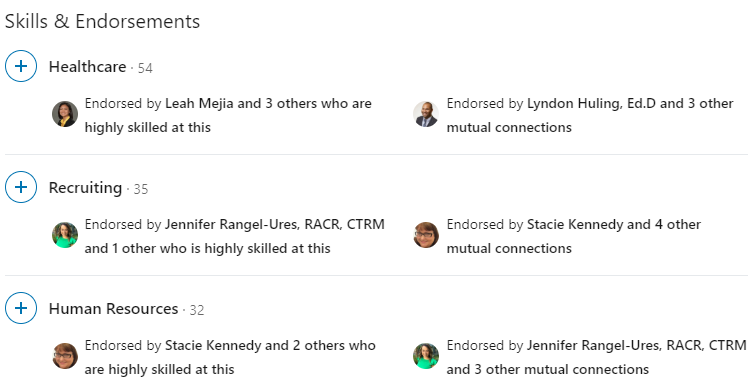 Skills & Endorsements
Healthcare · 54
Endorsed by Leah Mejia and 3 others who are
highly skilled at this
Endorsed by Lyndon Huling, Ed.D and 3 other
mutual connections
Recruiting · 35
Endorsed by Jennifer Rangel-Ures, RACR, CTRM
and 1 other who is highly skilled at this
Endorsed by Stacie Kennedy and 4 other
mutual connections
Human Resources · 32
Endorsed by Stacie Kennedy and 2 others who
are highly skilled at this
Endorsed by Jennifer Rangel-Ures, RACR, CTRM
and 3 other mutual connections